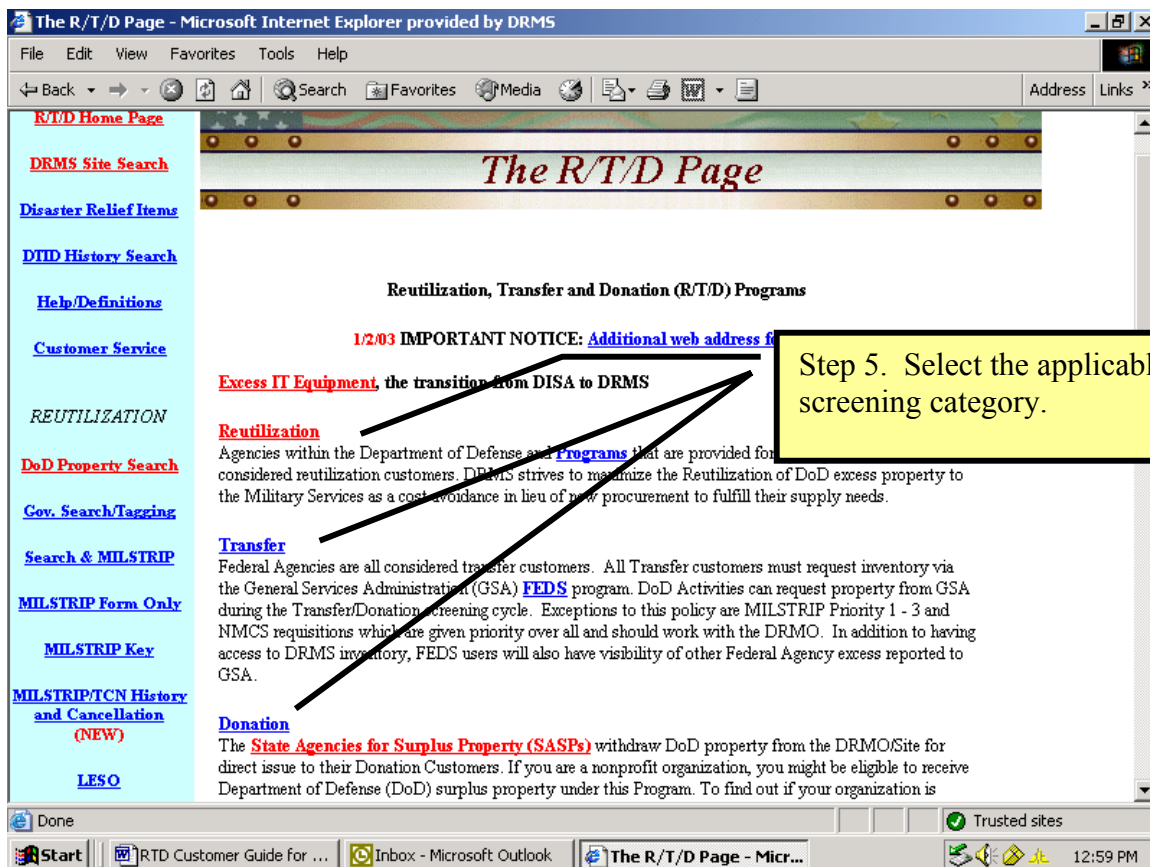 The R/T/D Page - Microsoft Internet Explorer provided by DRMS
File Edit View Favorites Tools Help
Back Search Favorites Media Address Links »
R/T/D Home Page
DRMS Site Search
Disaster Relief Items
DTID History Search
Help/Definitions
Customer Service
REUTILIZATION
DoD Property Search
Gov. Search/Tagging
Search & MILSTRIP
MILSTRIP Form Only
MILSTRIP Key
MILSTRIP/TCN History
and Cancellation
(NEW)
LESO
The R/T/D Page
Reutilization, Transfer and Donation (R/T/D) Programs
1/2/03 IMPORTANT NOTICE: Additional web address f
Excess IT Equipment, the transition from DISA to DRMS
Reutilization
Agencies within the Department of Defense and Programs that are provided for
considered reutilization customers. DRMS strives to maximize the Reutilization of DoD excess property to
the Military Services as a cost avoidance in lieu of new procurement to fulfill their supply needs.
Transfer
Federal Agencies are all considered transfer customers. All Transfer customers must request inventory via
the General Services Administration (GSA) FEDS program. DoD Activities can request property from GSA
during the Transfer/Donation screening cycle. Exceptions to this policy are MILSTRIP Priority 1 - 3 and
NMCS requisitions which are given priority over all and should work with the DRMO. In addition to having
access to DRMS inventory, FEDS users will also have visibility of other Federal Agency excess reported to
GSA.
Donation
The State Agencies for Surplus Property (SASPs) withdraw DoD property from the DRMO/Site for
direct issue to their Donation Customers. If you are a nonprofit organization, you might be eligible to receive
Department of Defense (DoD) surplus property under this Program. To find out if your organization is
Step 5. Select the applicabl
screening category.
Done Trusted sites
Start RTD Customer Guide for ... Inbox - Microsoft Outlook The R/T/D Page - Micr... 12:59 PM